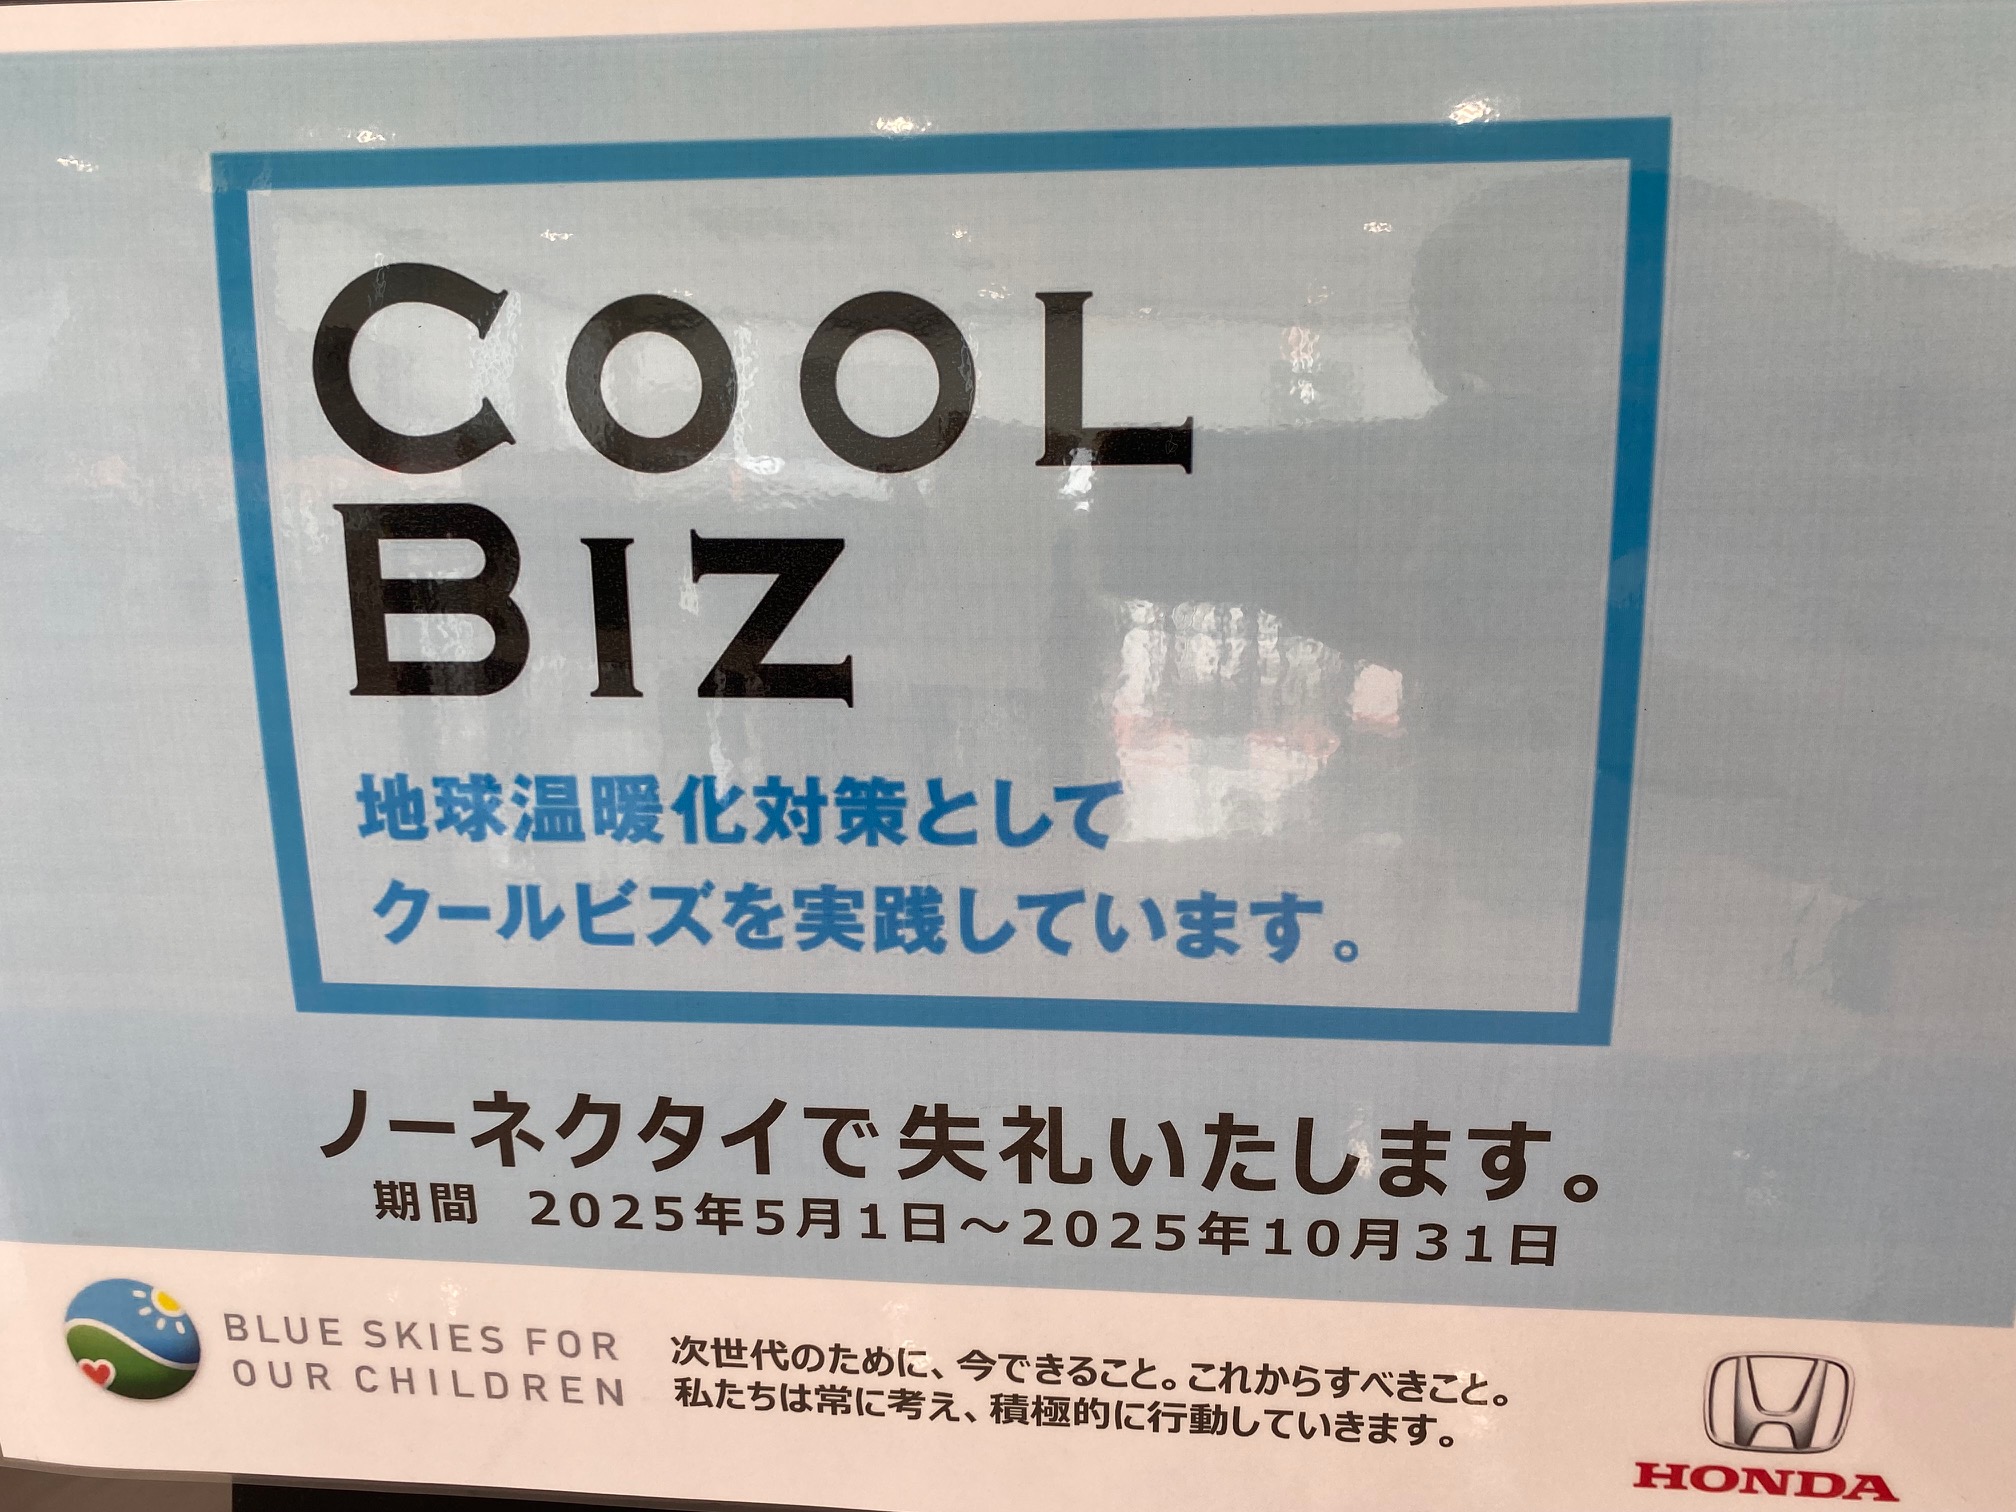 COOL
BIZ
地球温暖化対策として
クールビズを実践しています。
ノーネクタイで失礼いたします。
期間 2025年5月1日～2025年10月31日
BLUE SKIES FOR
OUR CHILDREN
次世代のために、今できること。これからすべきこと。
私たちは常に考え、積極的に行動していきます。
HONDA